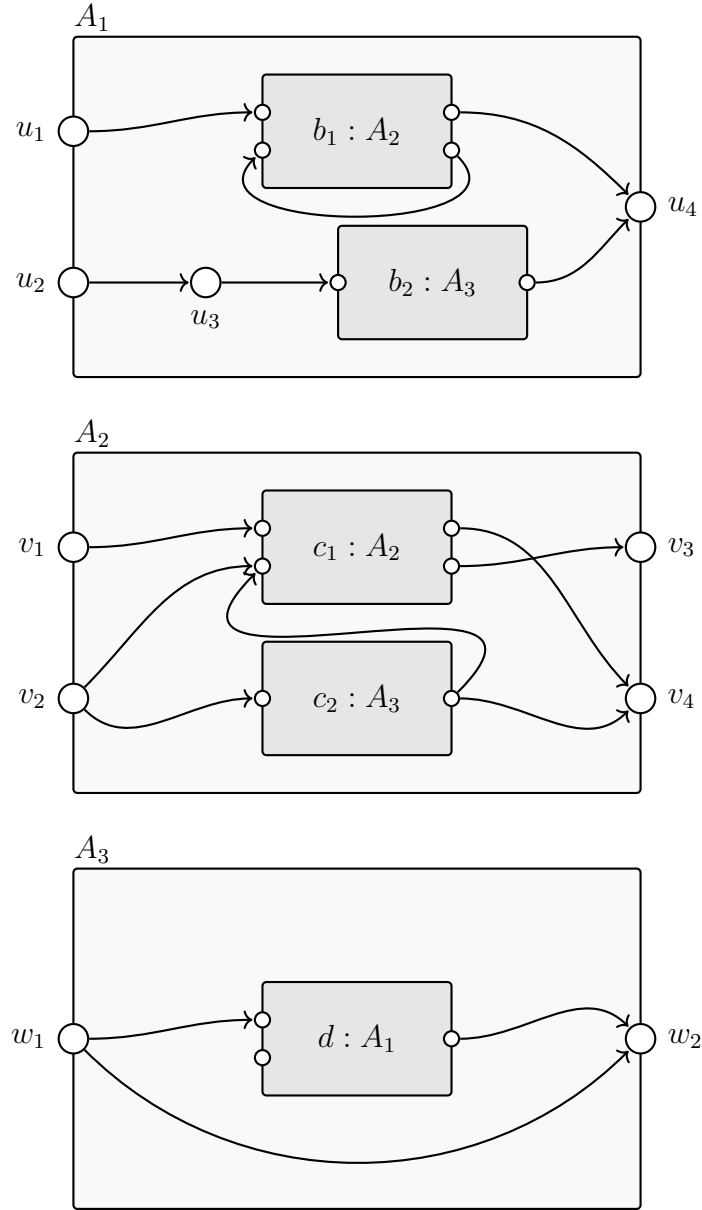 A₁
u₁
b₁ : A₂
u₄
u₂
b₂ : A₃
u₃
A₂
v₁
c₁ : A₂
v₃
v₂
c₂ : A₃
v₄
A₃
w₁
d : A₁
w₂